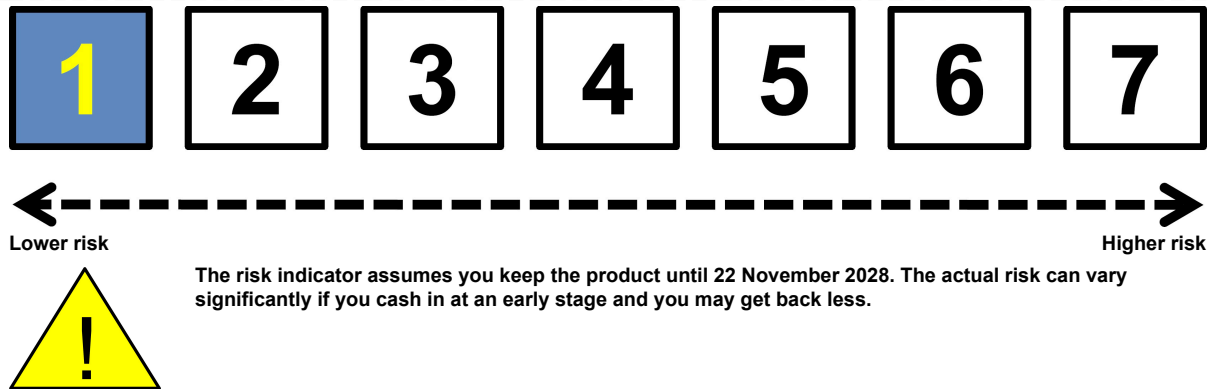 1 2 3 4 5 6 7
Lower risk Higher risk
The risk indicator assumes you keep the product until 22 November 2028. The actual risk can vary
significantly if you cash in at an early stage and you may get back less.
!